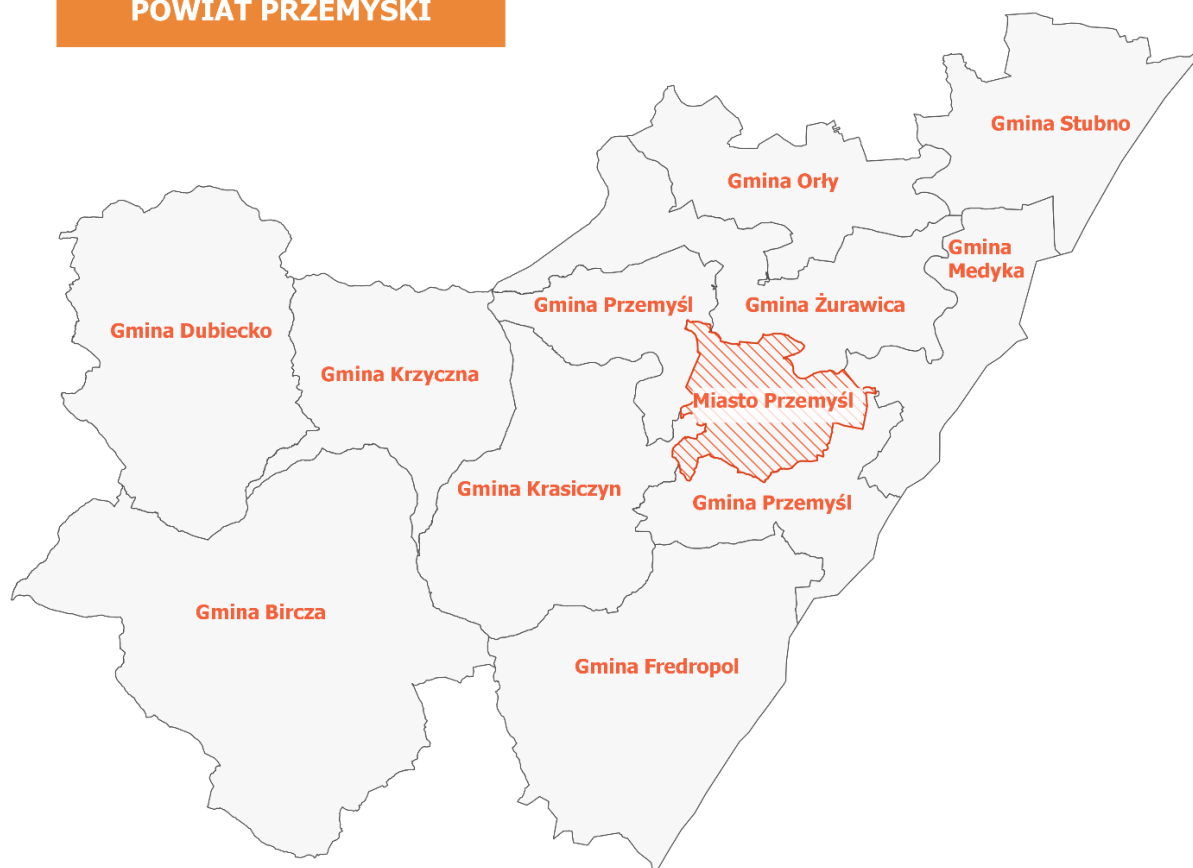 POWIAT PRZEMYSKI
Gmina Stubno
Gmina Orły
Gmina
Medyka
Gmina Przemyśl
Gmina Żurawica
Gmina Dubiecko
Gmina Krzyczna
Miasto Przemyśl
Gmina Krasiczyn
Gmina Przemyśl
Gmina Bircza
Gmina Fredropol